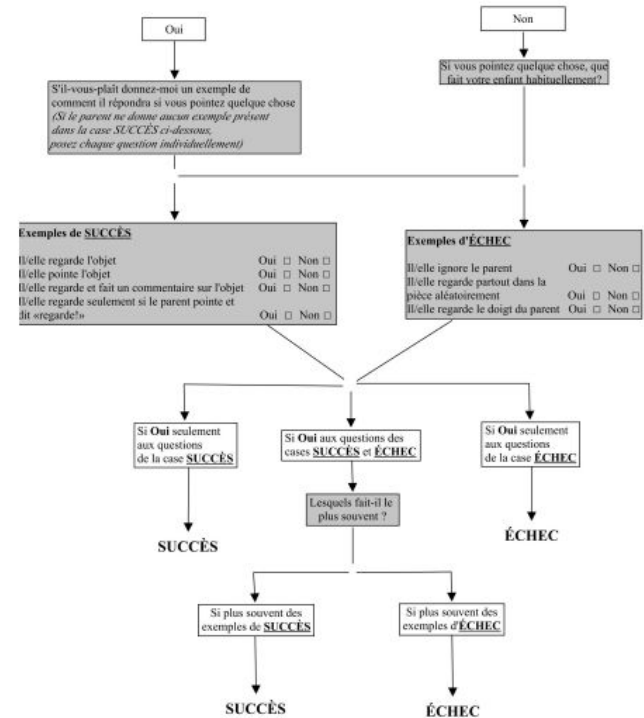 Oui
Non
S'il-vous-plaît donnez-moi un exemple de
comment il répondra si vous pointez quelque chose
(Si le parent ne donne aucun exemple présent
dans la case SUCCÈS ci-dessous,
posez chaque question individuellement)
Si vous pointez quelque chose, que
fait votre enfant habituellement?
Exemples de SUCCÈS
Il/elle regarde l'objet Oui □ Non □
Il/elle pointe l'objet Oui □ Non □
Il/elle regarde et fait un commentaire sur l'objet Oui □ Non □
Il/elle regarde seulement si le parent pointe et
dit «regarde!» Oui □ Non □
Exemples d'ÉCHEC
Il/elle ignore le parent Oui □ Non □
Il/elle regarde partout dans la
pièce aléatoirement Oui □ Non □
Il/elle regarde le doigt du parent Oui □ Non □
Si Oui seulement
aux questions
de la case SUCCÈS
Si Oui aux questions des
cases SUCCÈS et ÉCHEC
Si Oui seulement
aux questions
de la case ÉCHEC
Lesquels fait-il le
plus souvent ?
SUCCÈS
ÉCHEC
Si plus souvent des
exemples de SUCCÈS
Si plus souvent des
exemples d'ÉCHEC
SUCCÈS
ÉCHEC